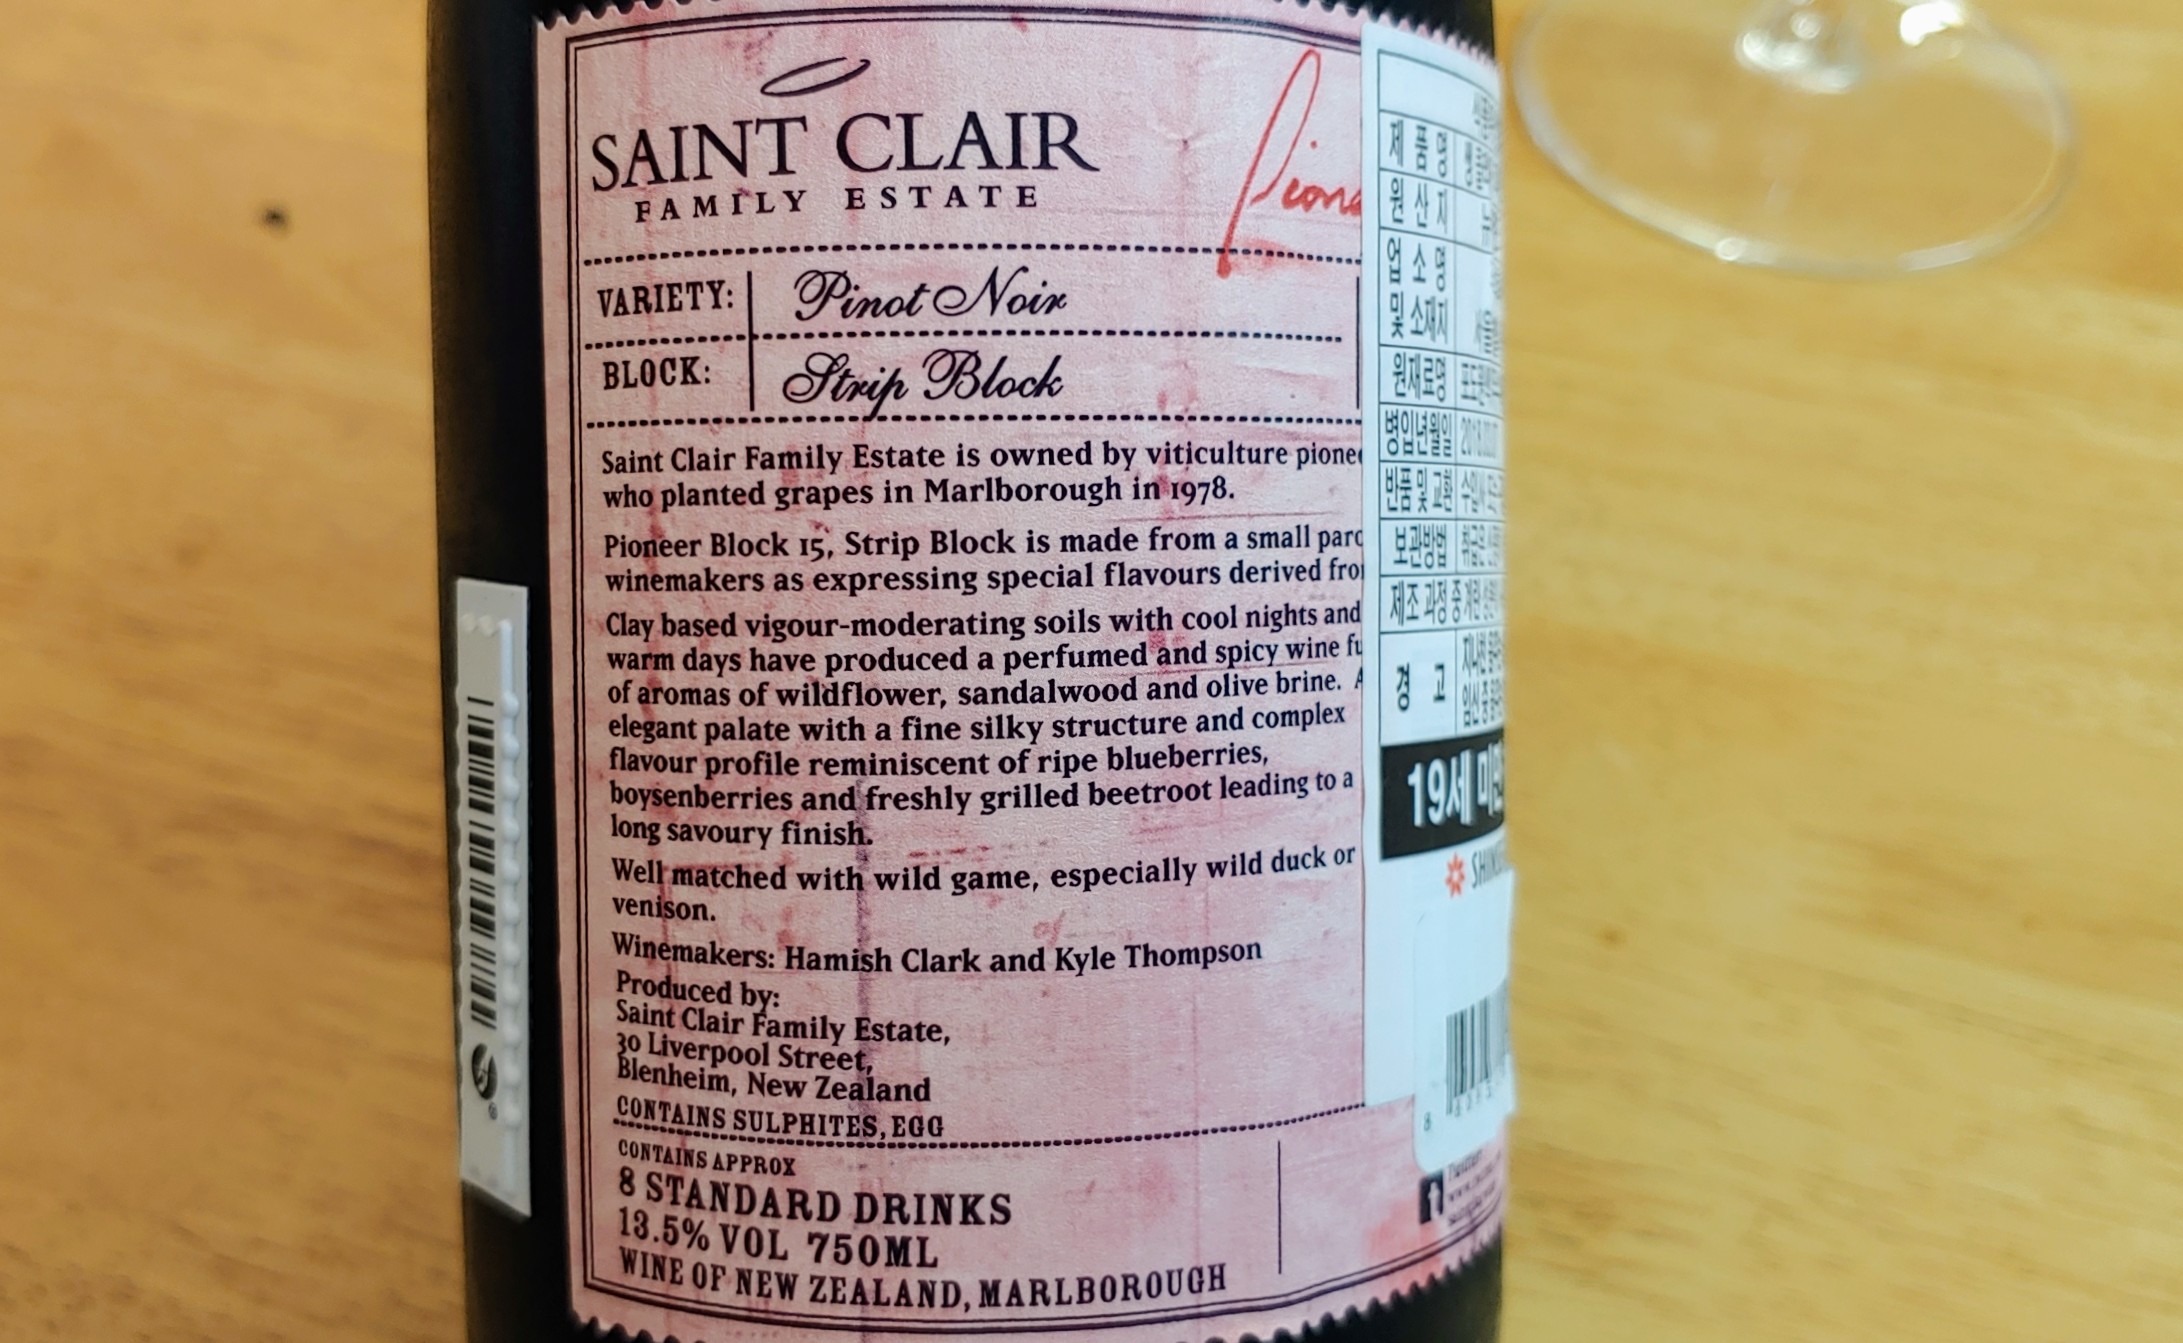 SAINT CLAIR
FAMILY ESTATE
VARIETY: Pinot Noir
BLOCK: Strip Block
Saint Clair Family Estate is owned by viticulture
who planted grapes in Marlborough in 1978.
Pioneer Block 15, Strip Block is made from a small
winemakers as expressing special flavours derived
Clay based vigour-moderating soils with cool nights and
warm days have produced a perfumed and spicy wine
of aromas of wildflower, sandalwood and olive brine.
elegant palate with a fine silky structure and complex
flavour profile reminiscent of ripe blueberries,
boysenberries and freshly grilled beetroot leading to a
long savoury finish.
Well matched with wild game, especially wild duck or
venison.
Winemakers: Hamish Clark and Kyle Thompson
Produced by:
Saint Clair Family Estate,
30 Liverpool Street,
Blenheim, New Zealand
CONTAINS SULPHITES, EGG
CONTAINS APPROX
8 STANDARD DRINKS
13.5% VOL 750ML
WINE OF NEW ZEALAND, MARLBOROUGH
제품명
원산지
업소명
및 소재지
원재료명
병입년월일
반품 및 교환
보관방법
제조 과정 중
경고
19세